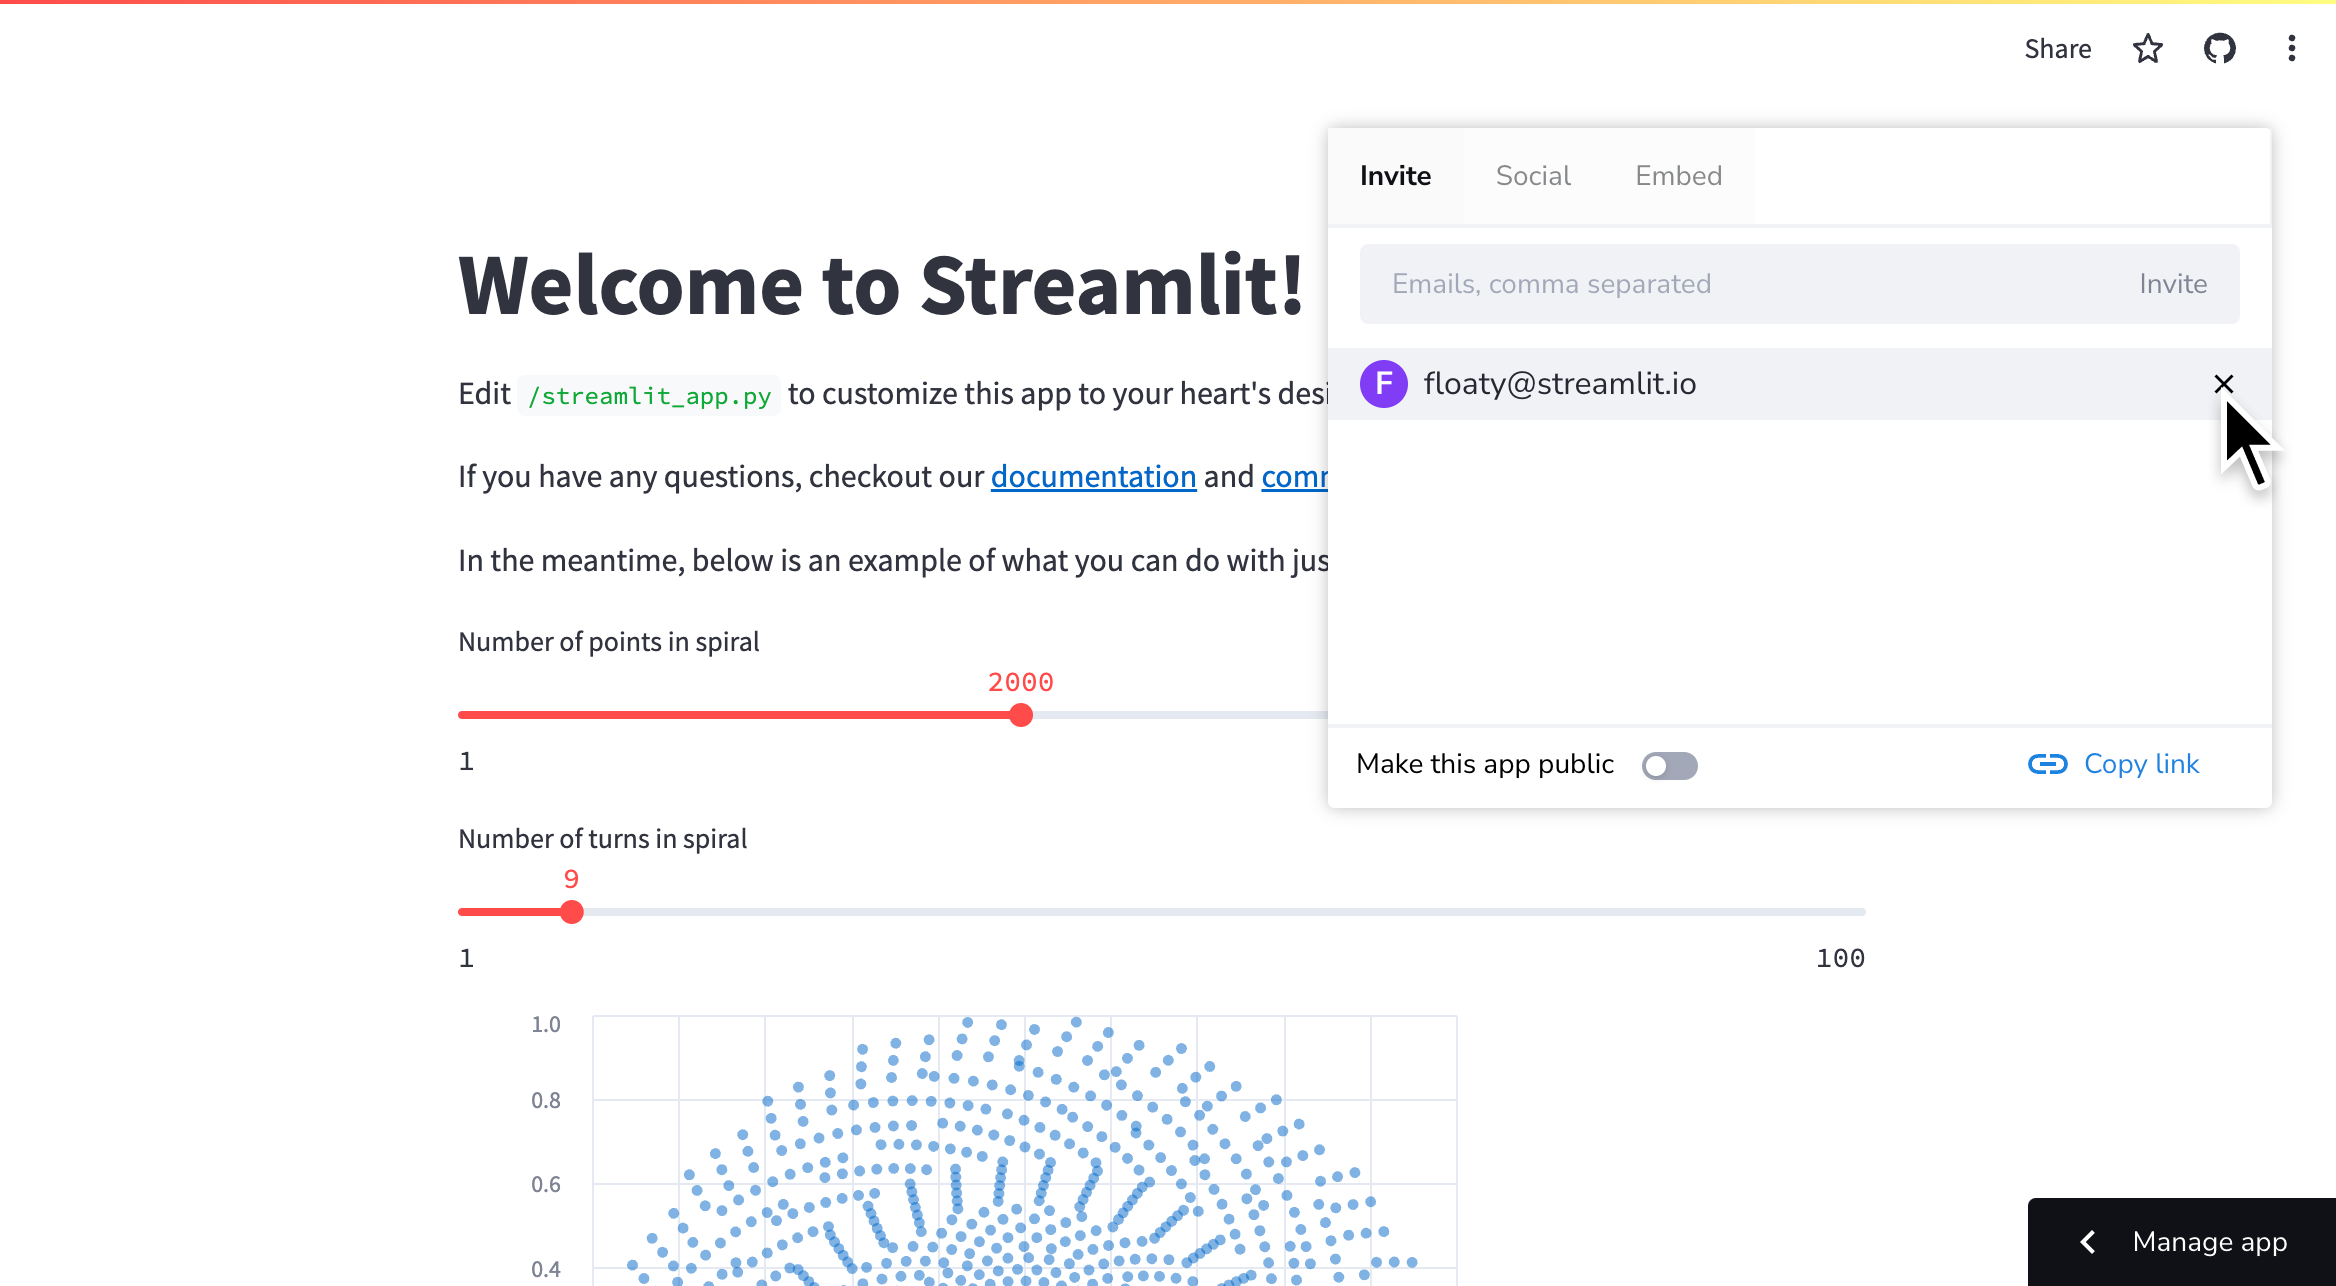 Share
Invite Social Embed
Emails, comma separated Invite
F floaty@streamlit.io
Make this app public Copy link
Welcome to Streamlit!
Edit /streamlit_app.py to customize this app to your heart's desi
If you have any questions, checkout our documentation and comm
In the meantime, below is an example of what you can do with jus
Number of points in spiral
2000
1
Number of turns in spiral
9
1 100
1.0
0.8
0.6
0.4
Manage app